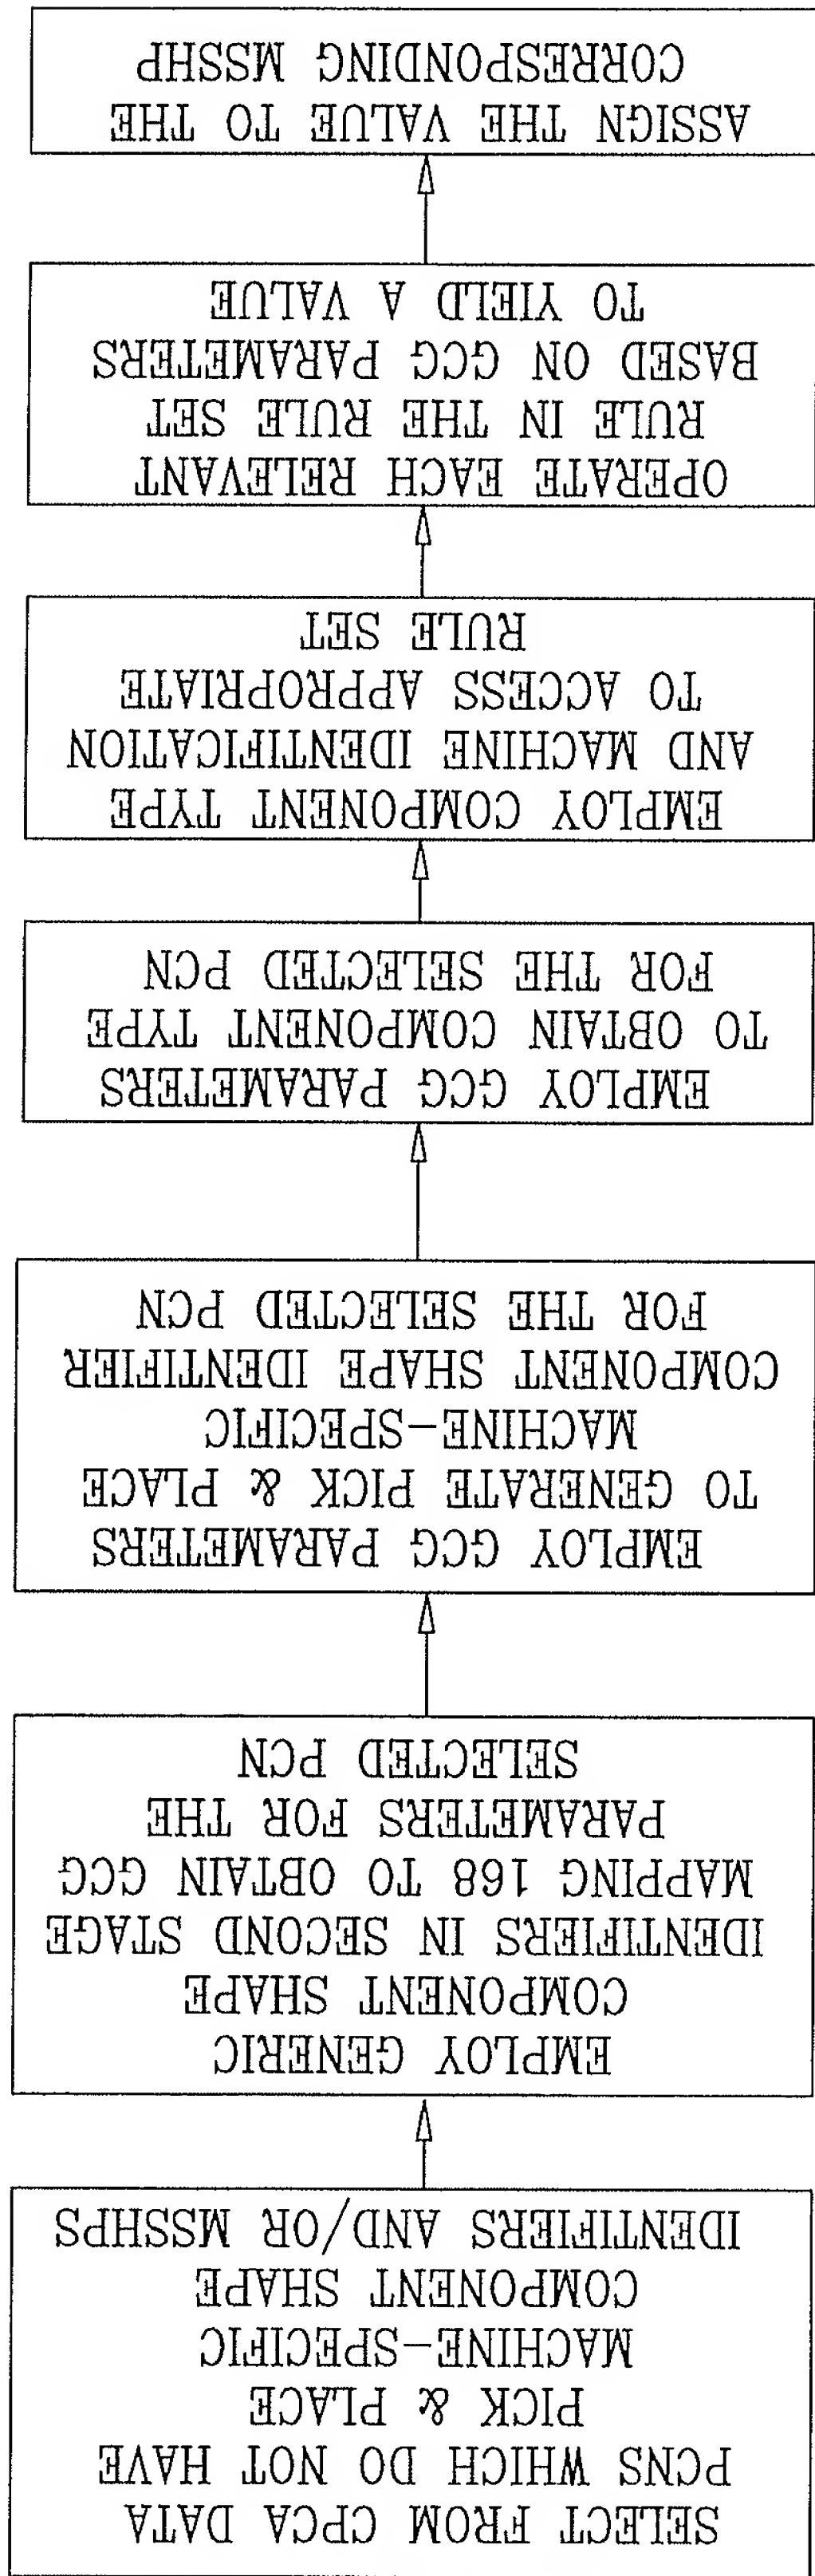 SELECT FROM CPCA DATA
PCNS WHICH DO NOT HAVE
PICK & PLACE
MACHINE-SPECIFIC
COMPONENT SHAPE
IDENTIFIERS AND/OR MSSHPS
EMPLOY GENERIC
COMPONENT SHAPE
IDENTIFIERS IN SECOND STAGE
MAPPING 168 TO OBTAIN GCG
PARAMETERS FOR THE
SELECTED PCN
EMPLOY GCG PARAMETERS
TO GENERATE PICK & PLACE
MACHINE-SPECIFIC
COMPONENT SHAPE IDENTIFIER
FOR THE SELECTED PCN
EMPLOY GCG PARAMETERS
TO OBTAIN COMPONENT TYPE
FOR THE SELECTED PCN
EMPLOY COMPONENT TYPE
AND MACHINE IDENTIFICATION
TO ACCESS APPROPRIATE
RULE SET
OPERATE EACH RELEVANT
RULE IN THE RULE SET
BASED ON GCG PARAMETERS
TO YIELD A VALUE
ASSIGN THE VALUE TO THE
CORRESPONDING MSSHP